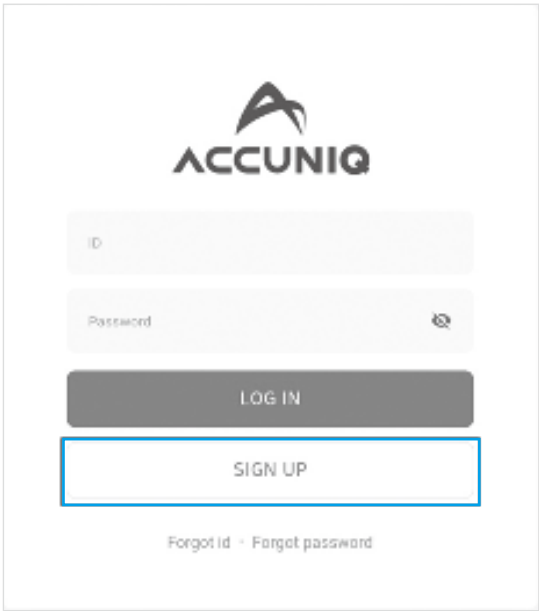 ACCUNIQ
ID
Password
LOG IN
SIGN UP
Forgot id - Forgot password